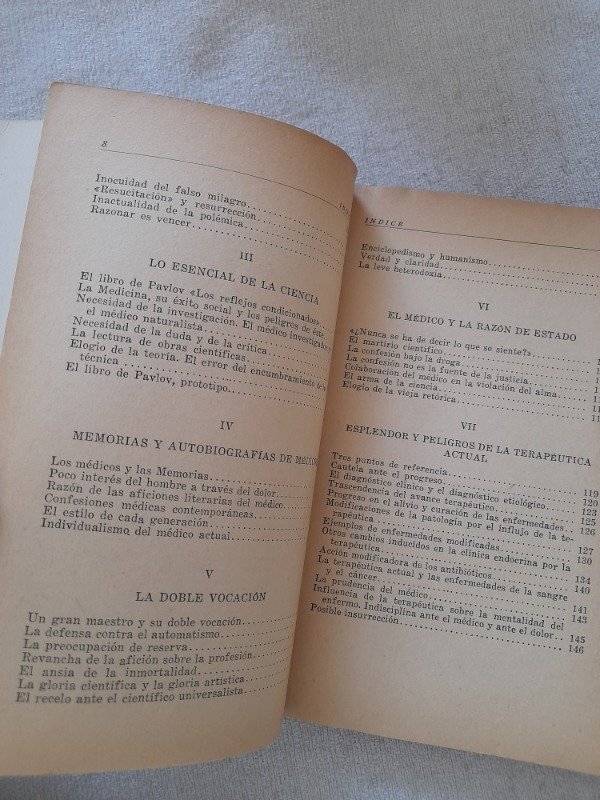 8
Inocuidad del falso milagro
«Resucitación» y resurrección
Inactualidad de la polémica
Razonar es vencer
III
LO ESENCIAL DE LA CIENCIA
El libro de Pavlov «Los reflejos condicionados»
La Medicina, su éxito social y los peligros de éste
Necesidad de la investigación. El médico investigador
el médico naturalista
Necesidad de la duda y de la crítica
La lectura de obras científicas
Elogio de la teoría. El error del encumbramiento de
técnica
El libro de Pavlov, prototipo
IV
MEMORIAS Y AUTOBIOGRAFÍAS DE
Los médicos y las Memorias
Poco interés del hombre a través del dolor
Razón de las aficiones literarias del médico
Confesiones médicas contemporáneas
El estilo de cada generación
Individualismo del médico actual
V
LA DOBLE VOCACIÓN
Un gran maestro y su doble vocación
La defensa contra el automatismo
La preocupación de reserva
Revancha de la afición sobre la profesión
El ansia de la inmortalidad
La gloria científica y la gloria artística
El recelo ante el científico universalista
INDICE
Enciclopedismo y humanismo
Verdad y claridad
La leve heterodoxia
VI
EL MÉDICO Y LA RAZÓN DE ESTADO
«¿Nunca se ha de decir lo que se siente?»
El martirio científico
La confesión bajo la droga
La confesión no es la fuente de la justicia
Colaboración del médico en la violación del alma
El arma de la ciencia
Elogio de la vieja retórica
VII
ESPLENDOR Y PELIGROS DE LA TERAPÉUTICA
ACTUAL
Tres puntos de referencia 119
Cautela ante el progreso 120
El diagnóstico clínico y el diagnóstico etiológico 123
Trascendencia del avance terapéutico 125
Progreso en el alivio y curación de las enfermedades 126
Modificaciones de la patología por el influjo de la te-
rapéutica 127
Ejemplos de enfermedades modificadas 130
Otros cambios inducidos en la clínica endocrina por la
terapéutica 134
Acción modificadora de los antibióticos 140
La terapéutica actual y las enfermedades de la sangre
y el cáncer 141
La prudencia del médico 143
Influencia de la terapéutica sobre la mentalidad del
enfermo. Indisciplina ante el médico y ante el dolor 145
Posible insurrección 146